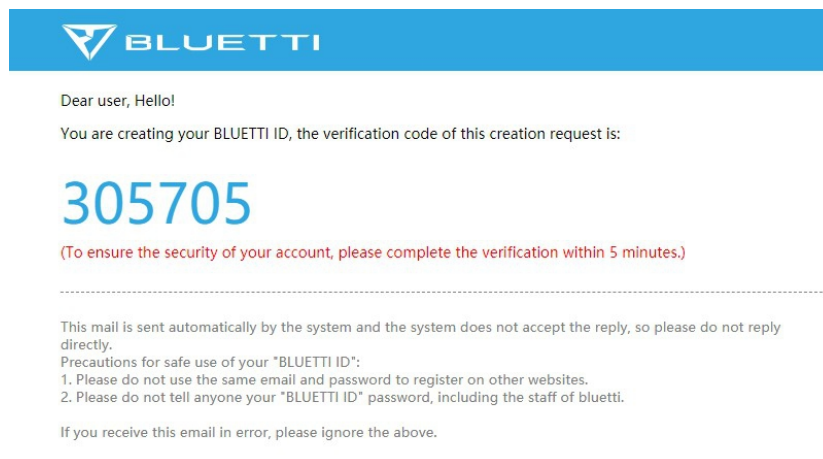 BLUETTI
Dear user, Hello!
You are creating your BLUETTI ID, the verification code of this creation request is:
305705
(To ensure the security of your account, please complete the verification within 5 minutes.)
This mail is sent automatically by the system and the system does not accept the reply, so please do not reply
directly.
Precautions for safe use of your "BLUETTI ID":
1. Please do not use the same email and password to register on other websites.
2. Please do not tell anyone your "BLUETTI ID" password, including the staff of bluetti.
If you receive this email in error, please ignore the above.